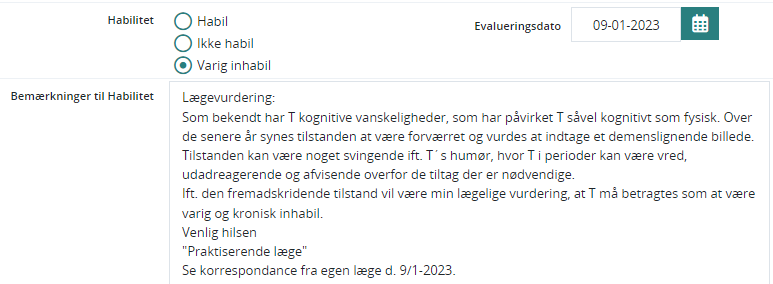 Habilitet
Habil
Ikke habil
Varig inhabil
Evalueringsdato
09-01-2023
Bemærkninger til Habilitet
Lægevurdering:
Som bekendt har T kognitive vanskeligheder, som har påvirket T såvel kognitivt som fysisk. Over
de senere år synes tilstanden at være forværret og vurdes at indtage et demenslignende billede.
Tilstanden kan være noget svingende ift. T´s humør, hvor T i perioder kan være vred,
udadreagerende og afvisende overfor de tiltag der er nødvendige.
Ift. den fremadskridende tilstand vil være min lægelige vurdering, at T må betragtes som at være
varig og kronisk inhabil.
Venlig hilsen
"Praktiserende læge"
Se korrespondance fra egen læge d. 9/1-2023.